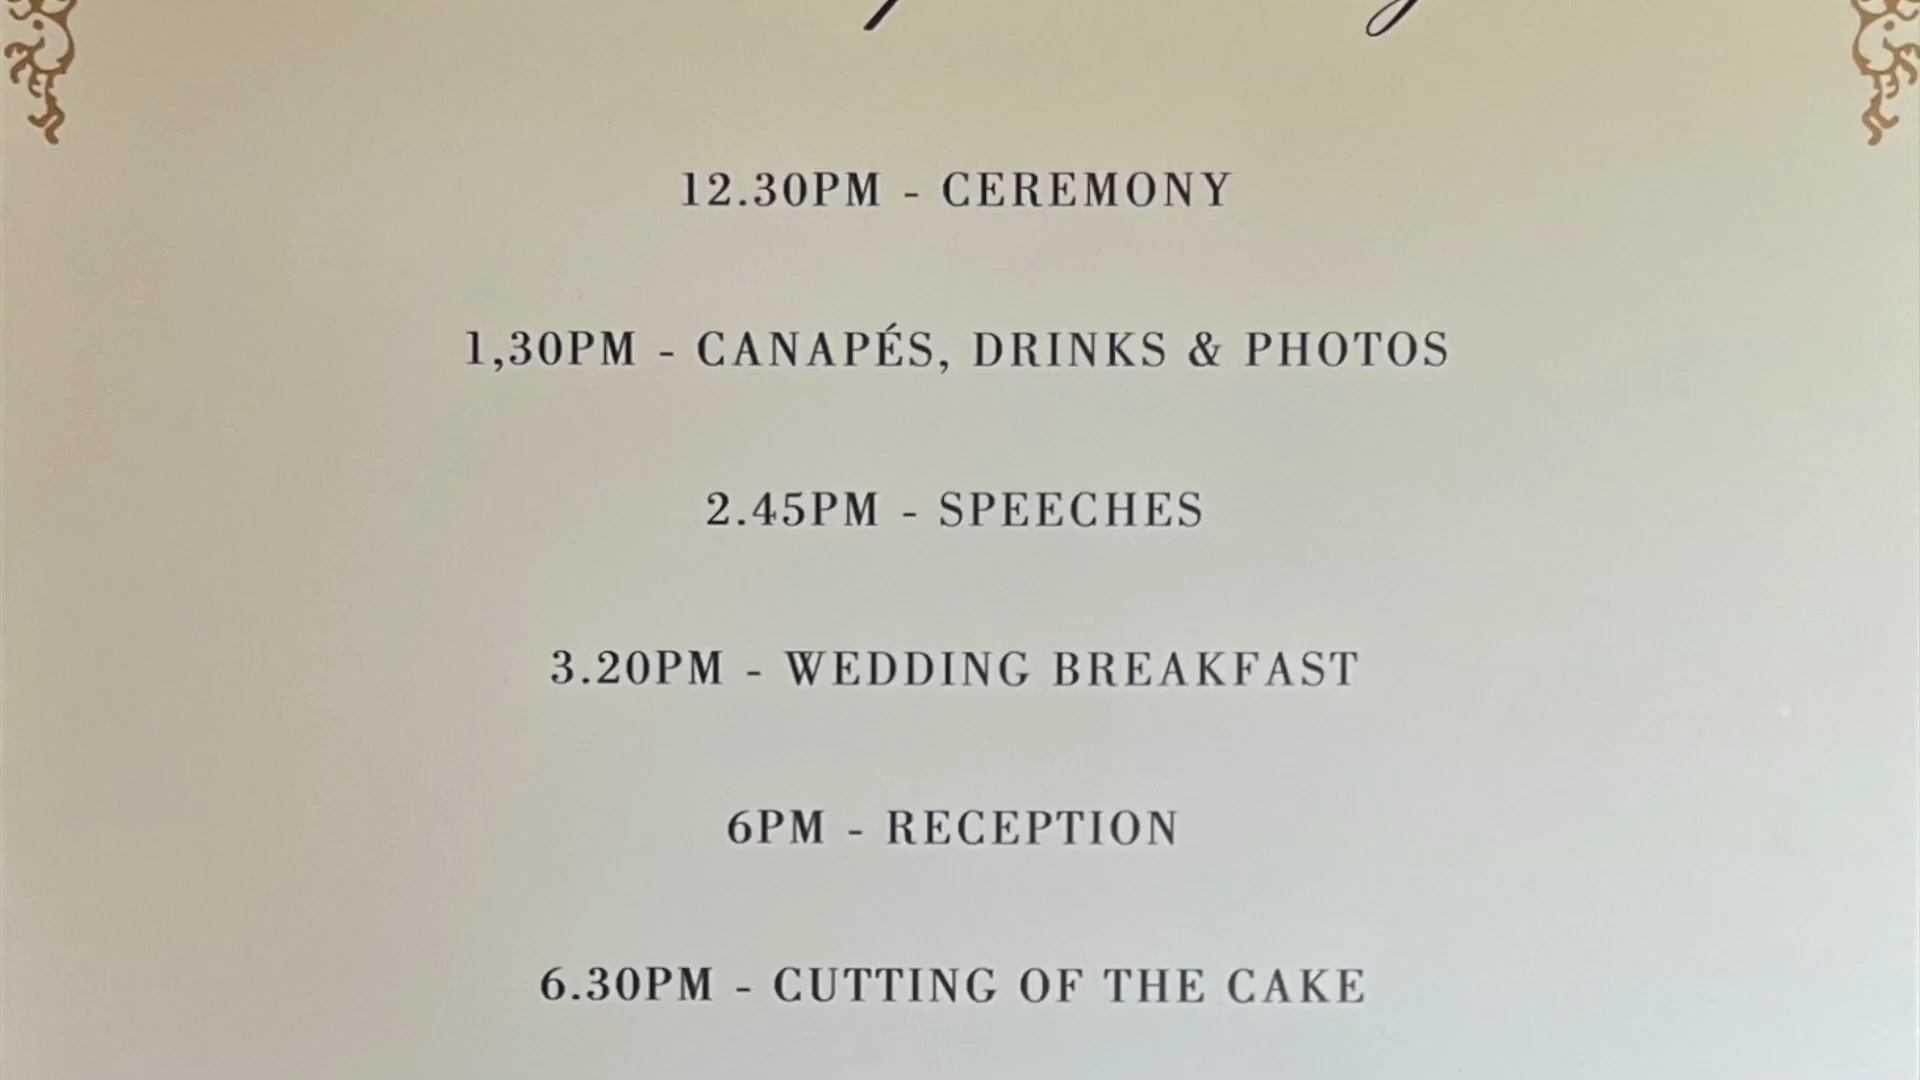 12.30PM - CEREMONY
1,30PM - CANAPÉS, DRINKS & PHOTOS
2.45PM - SPEECHES
3.20PM - WEDDING BREAKFAST
6PM - RECEPTION
6.30PM - CUTTING OF THE CAKE